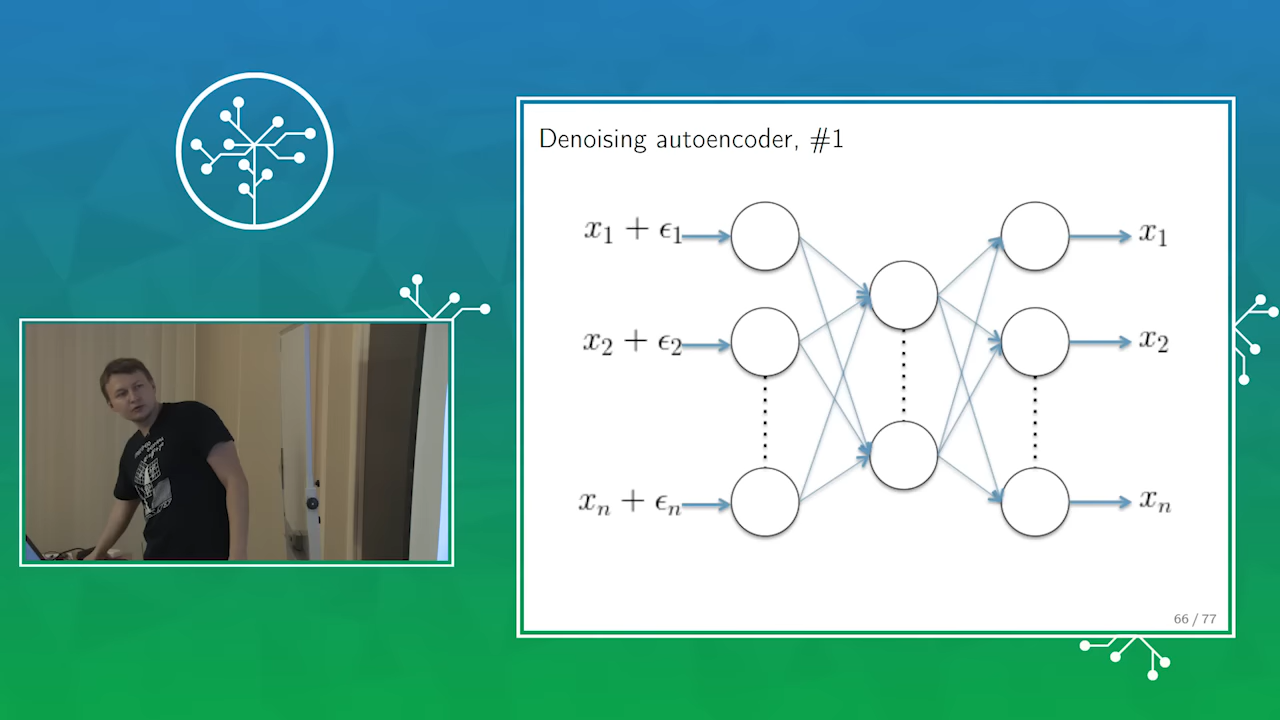 Denoising autoencoder, #1
x₁ + ϵ₁
x₁
x₂ + ϵ₂
x₂
xₙ + ϵₙ
xₙ
66 / 77